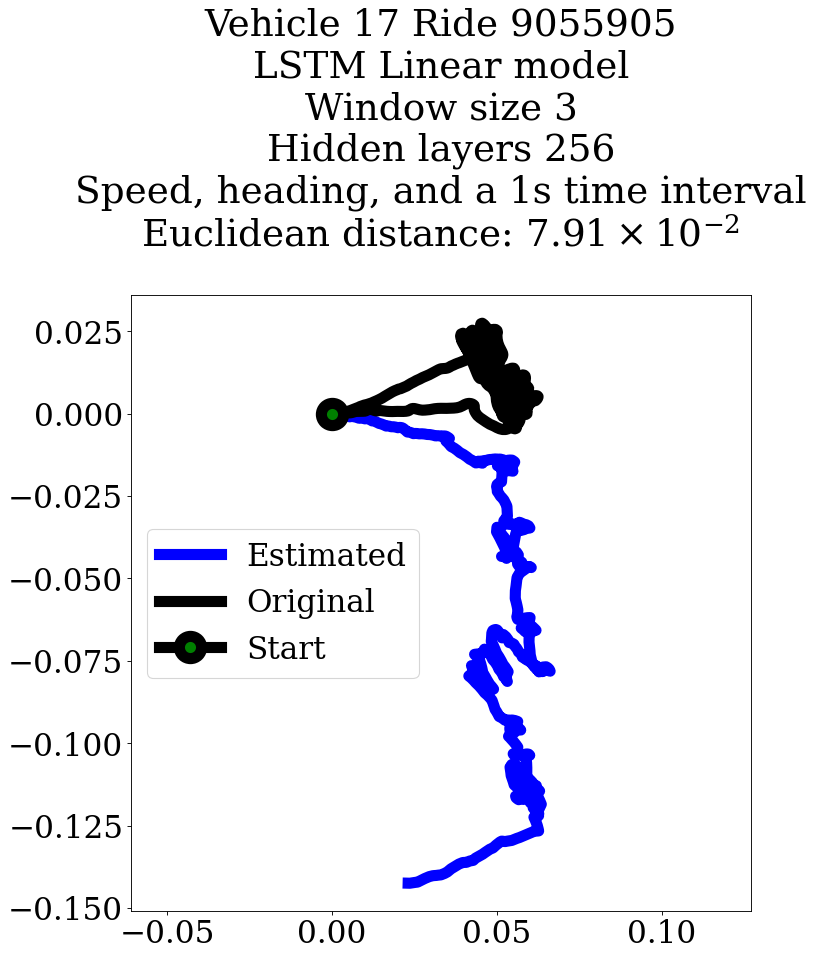 Vehicle 17 Ride 9055905
LSTM Linear model
Window size 3
Hidden layers 256
Speed, heading, and a 1s time interval
Euclidean distance: 7.91 × 10⁻²
0.025
0.000
−0.025
−0.050
−0.075
−0.100
−0.125
−0.150
Estimated
Original
Start
−0.05 0.00 0.05 0.10